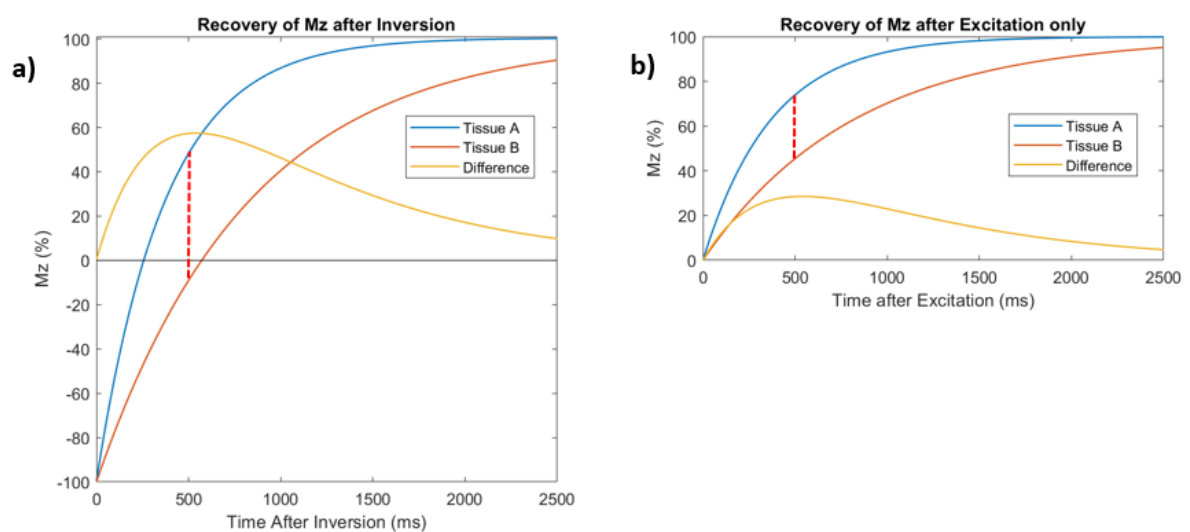 a)
Recovery of Mz after Inversion
100
80
60
40
20
0
-20
-40
-60
-80
-100
Mz (%)
Tissue A
Tissue B
Difference
0 500 1000 1500 2000 2500
Time After Inversion (ms)
b)
Recovery of Mz after Excitation only
100
80
60
40
20
0
Mz (%)
Tissue A
Tissue B
Difference
0 500 1000 1500 2000 2500
Time after Excitation (ms)